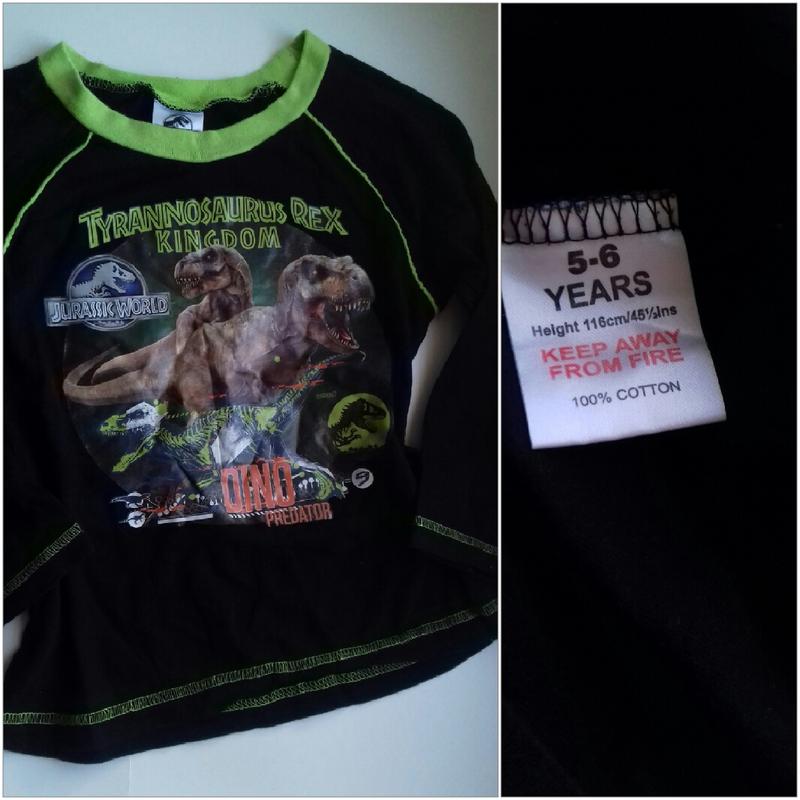 TYRANNOSAURUS REX
KINGDOM
JURASSIC WORLD
DINO
PREDATOR
5-6
YEARS
Height 116cm/45½Ins
KEEP AWAY
FROM FIRE
100% COTTON